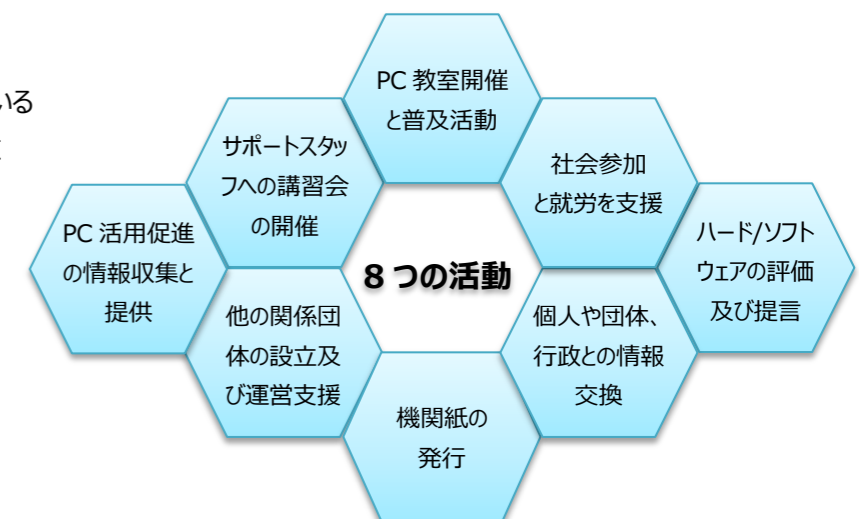 いる
PC 教室開催
と普及活動
サポートスタッ
フへの講習会
の開催
社会参加
と就労を支援
PC 活用促進
の情報収集と
提供
８つの活動
ハード/ソフト
ウェアの評価
及び提言
他の関係団
体の設立及
び運営支援
個人や団体、
行政との情報
交換
機関紙の
発行